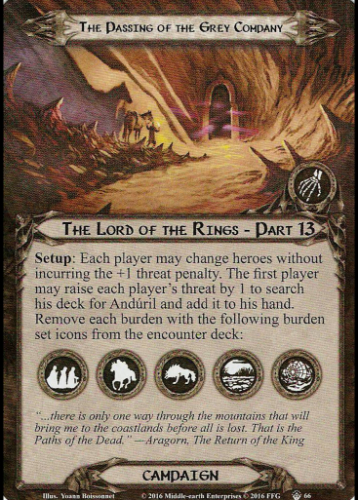 The Passing of the Grey Company
The Lord of the Rings - Part 13
Setup: Each player may change heroes without
incurring the +1 threat penalty. The first player
may raise each player's threat by 1 to search
his deck for Andúril and add it to his hand.
Remove each burden with the following burden
set icons from the encounter deck:
"...there is only one way through the mountains that will
bring me to the coastlands before all is lost. That is the
Paths of the Dead." —Aragorn, The Return of the King
CAMPAIGN
Illus. Yoann Boissonnet
© 2016 Middle-earth Enterprises © 2016 FFG
66